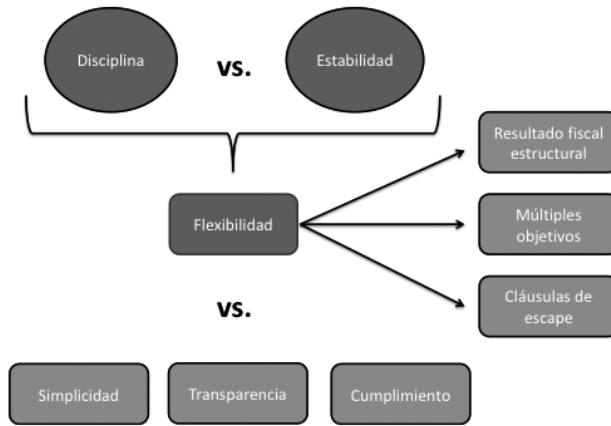 Disciplina
vs.
Estabilidad
Resultado fiscal
estructural
Flexibilidad
Múltiples
objetivos
Cláusulas de
escape
vs.
Simplicidad
Transparencia
Cumplimiento